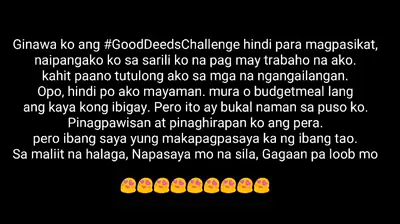 Ginawa ko ang #GoodDeedsChallenge hindi para magpasikat,
naipangako ko sa sarili ko na pag may trabaho na ako.
kahit paano tutulong ako sa mga na ngangailangan.
Opo, hindi po ako mayaman. mura o budgetmeal lang
ang kaya kong ibigay. Pero ito ay bukal naman sa puso ko.
Pinagpawisan at pinaghirapan ko ang pera.
pero ibang saya yung makapagpasaya ka ng ibang tao.
Sa maliit na halaga, Napasaya mo na sila, Gagaan pa loob mo
😍😍😍😍😍😍😍😍😍